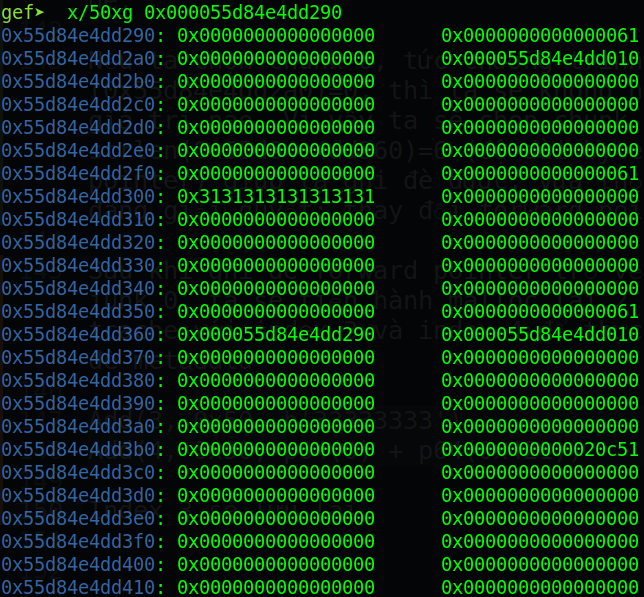 gef➤  x/50xg 0x000055d84e4dd290
0x55d84e4dd290: 0x0000000000000000 0x0000000000000061
0x55d84e4dd2a0: 0x0000000000000000 0x000055d84e4dd010
0x55d84e4dd2b0: 0x0000000000000000 0x0000000000000000
0x55d84e4dd2c0: 0x0000000000000000 0x0000000000000000
0x55d84e4dd2d0: 0x0000000000000000 0x0000000000000000
0x55d84e4dd2e0: 0x0000000000000000 0x0000000000000000
0x55d84e4dd2f0: 0x0000000000000000 0x0000000000000061
0x55d84e4dd300: 0x3131313131313131 0x0000000000000000
0x55d84e4dd310: 0x0000000000000000 0x0000000000000000
0x55d84e4dd320: 0x0000000000000000 0x0000000000000000
0x55d84e4dd330: 0x0000000000000000 0x0000000000000000
0x55d84e4dd340: 0x0000000000000000 0x0000000000000000
0x55d84e4dd350: 0x0000000000000000 0x0000000000000061
0x55d84e4dd360: 0x000055d84e4dd290 0x000055d84e4dd010
0x55d84e4dd370: 0x0000000000000000 0x0000000000000000
0x55d84e4dd380: 0x0000000000000000 0x0000000000000000
0x55d84e4dd390: 0x0000000000000000 0x0000000000000000
0x55d84e4dd3a0: 0x0000000000000000 0x0000000000000000
0x55d84e4dd3b0: 0x0000000000000000 0x0000000000020c51
0x55d84e4dd3c0: 0x0000000000000000 0x0000000000000000
0x55d84e4dd3d0: 0x0000000000000000 0x0000000000000000
0x55d84e4dd3e0: 0x0000000000000000 0x0000000000000000
0x55d84e4dd3f0: 0x0000000000000000 0x0000000000000000
0x55d84e4dd400: 0x0000000000000000 0x0000000000000000
0x55d84e4dd410: 0x0000000000000000 0x0000000000000000